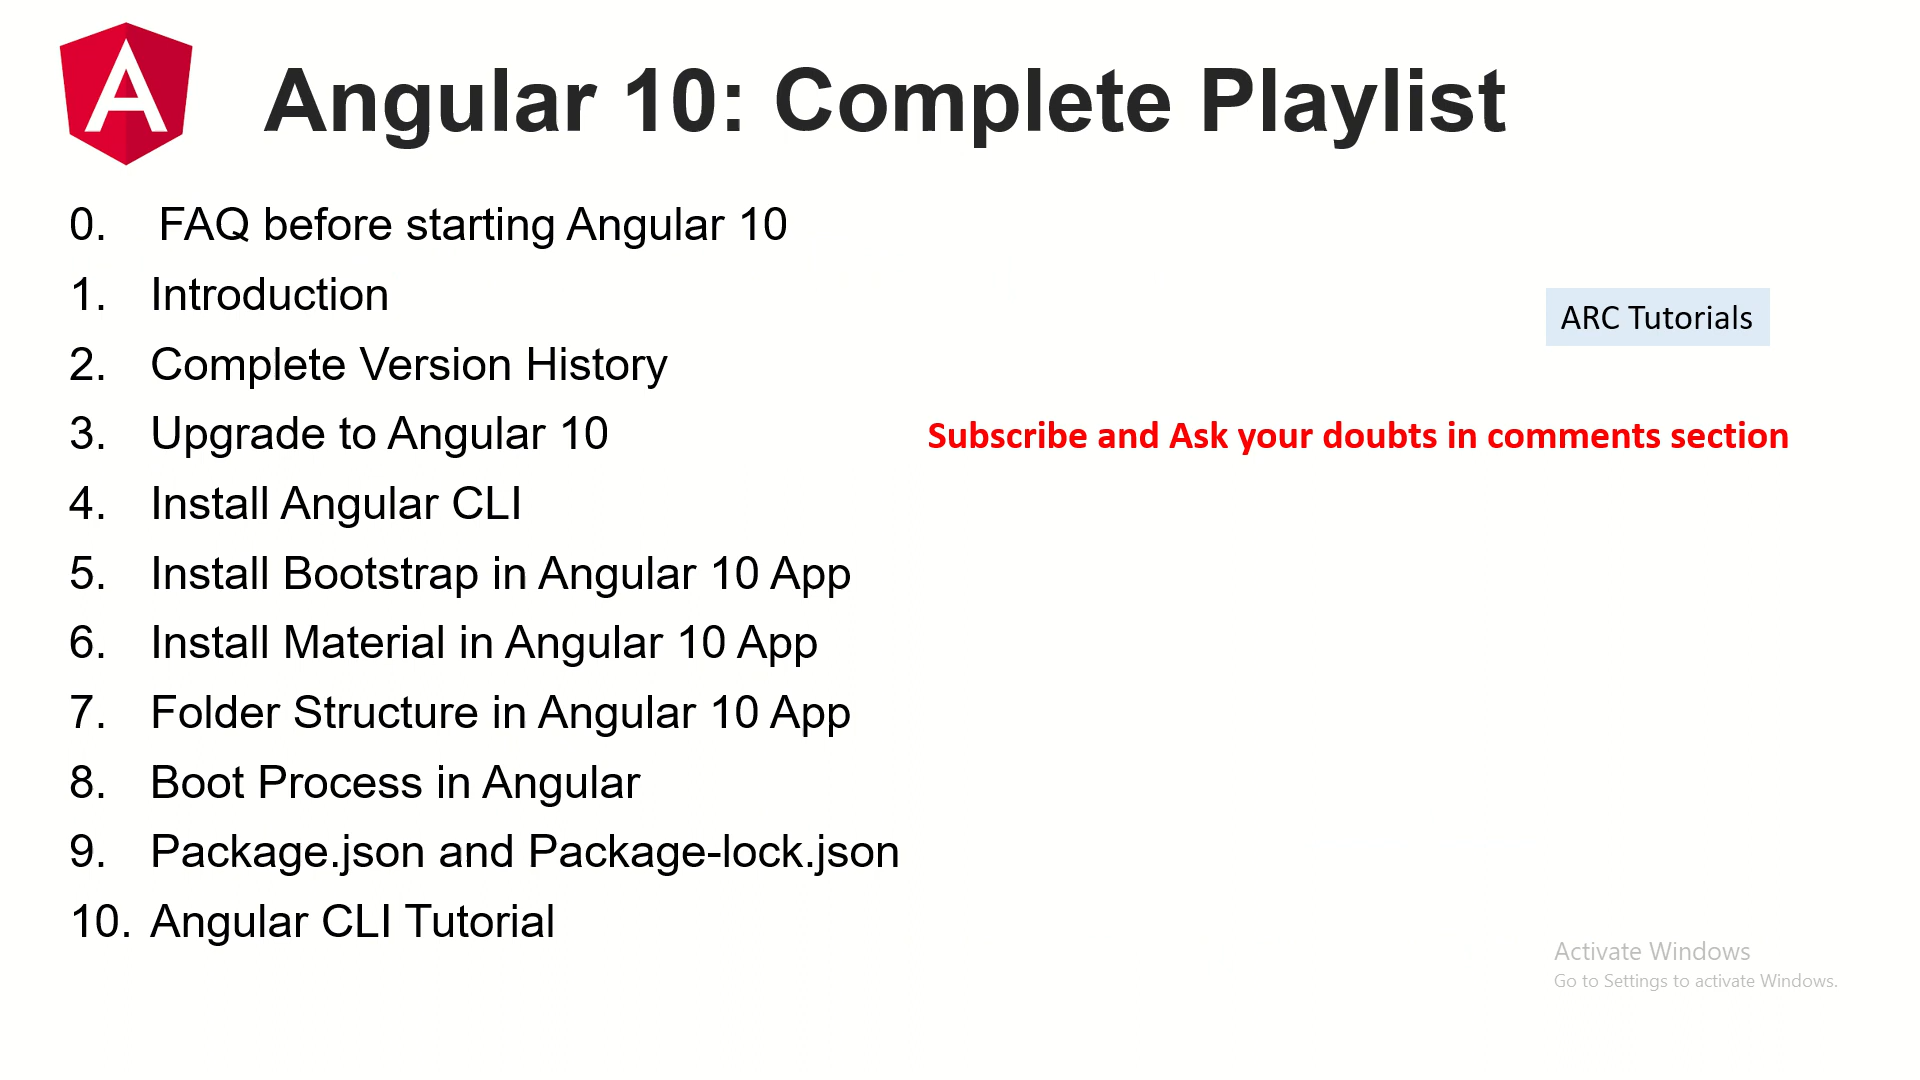 Angular 10: Complete Playlist
0. FAQ before starting Angular 10
1. Introduction
2. Complete Version History
3. Upgrade to Angular 10
4. Install Angular CLI
5. Install Bootstrap in Angular 10 App
6. Install Material in Angular 10 App
7. Folder Structure in Angular 10 App
8. Boot Process in Angular
9. Package.json and Package-lock.json
10. Angular CLI Tutorial
ARC Tutorials
Subscribe and Ask your doubts in comments section
Activate Windows
Go to Settings to activate Windows.